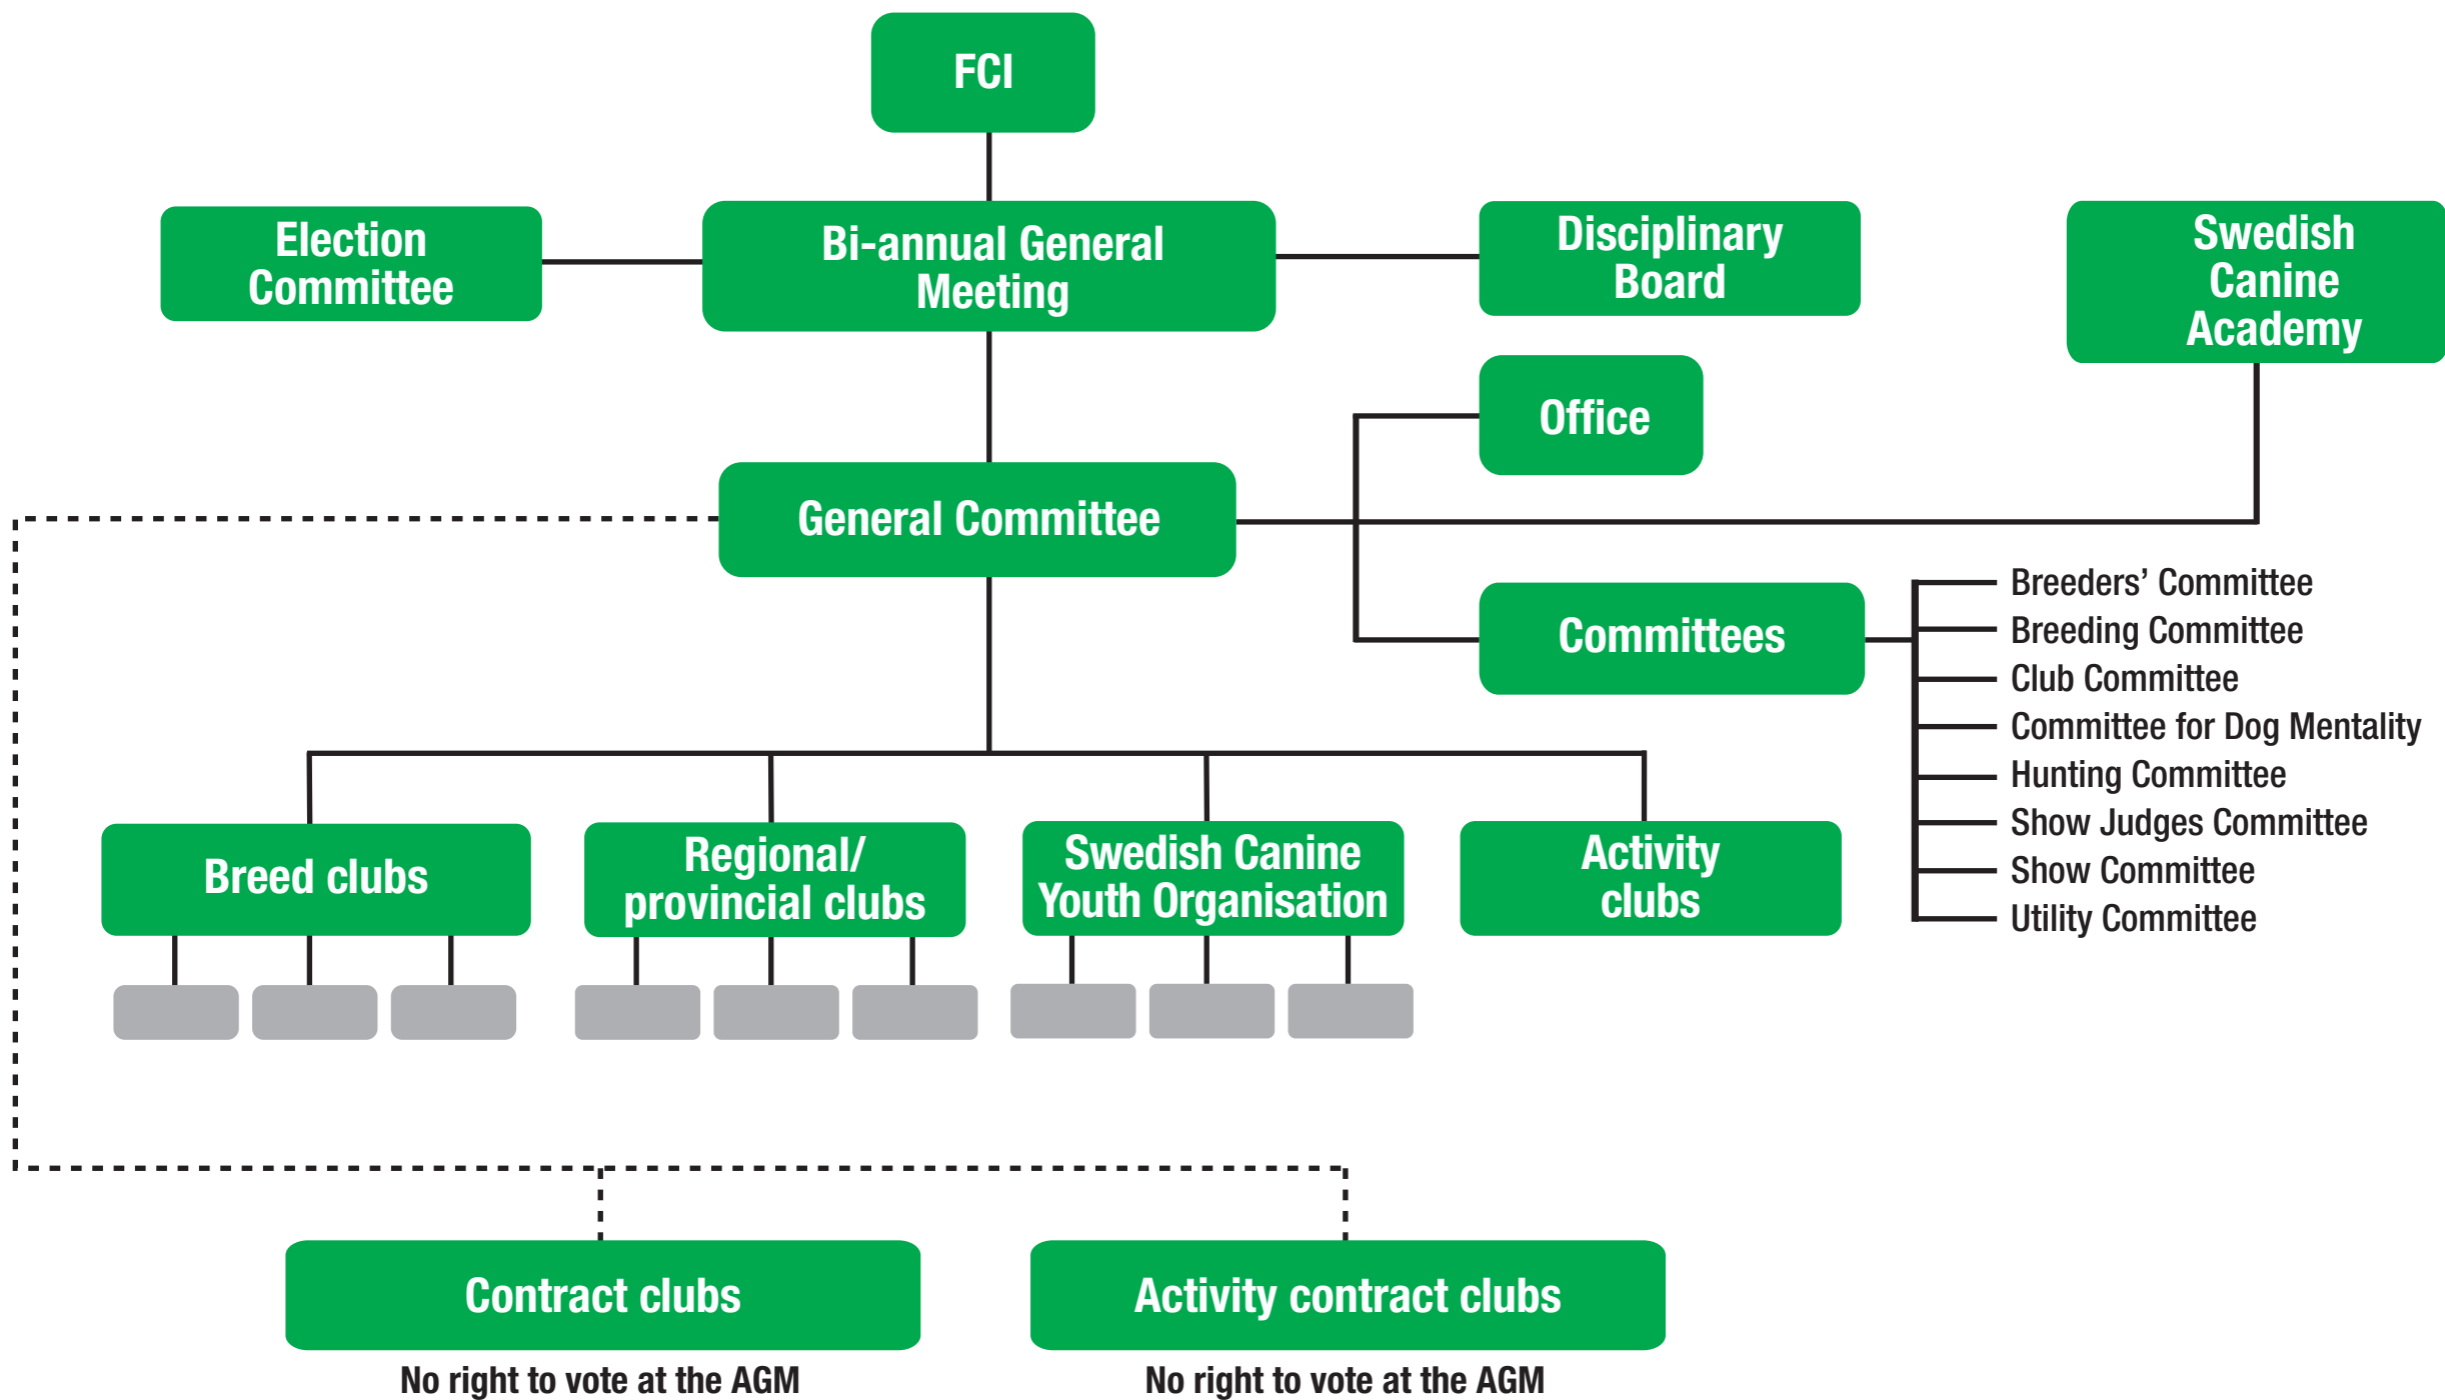 FCI
Election
Committee
Bi-annual General
Meeting
Disciplinary
Board
Swedish
Canine
Academy
Office
General Committee
Committees
Breeders’ Committee
Breeding Committee
Club Committee
Committee for Dog Mentality
Hunting Committee
Show Judges Committee
Show Committee
Utility Committee
Breed clubs
Regional/
provincial clubs
Swedish Canine
Youth Organisation
Activity
clubs
Contract clubs
No right to vote at the AGM
Activity contract clubs
No right to vote at the AGM